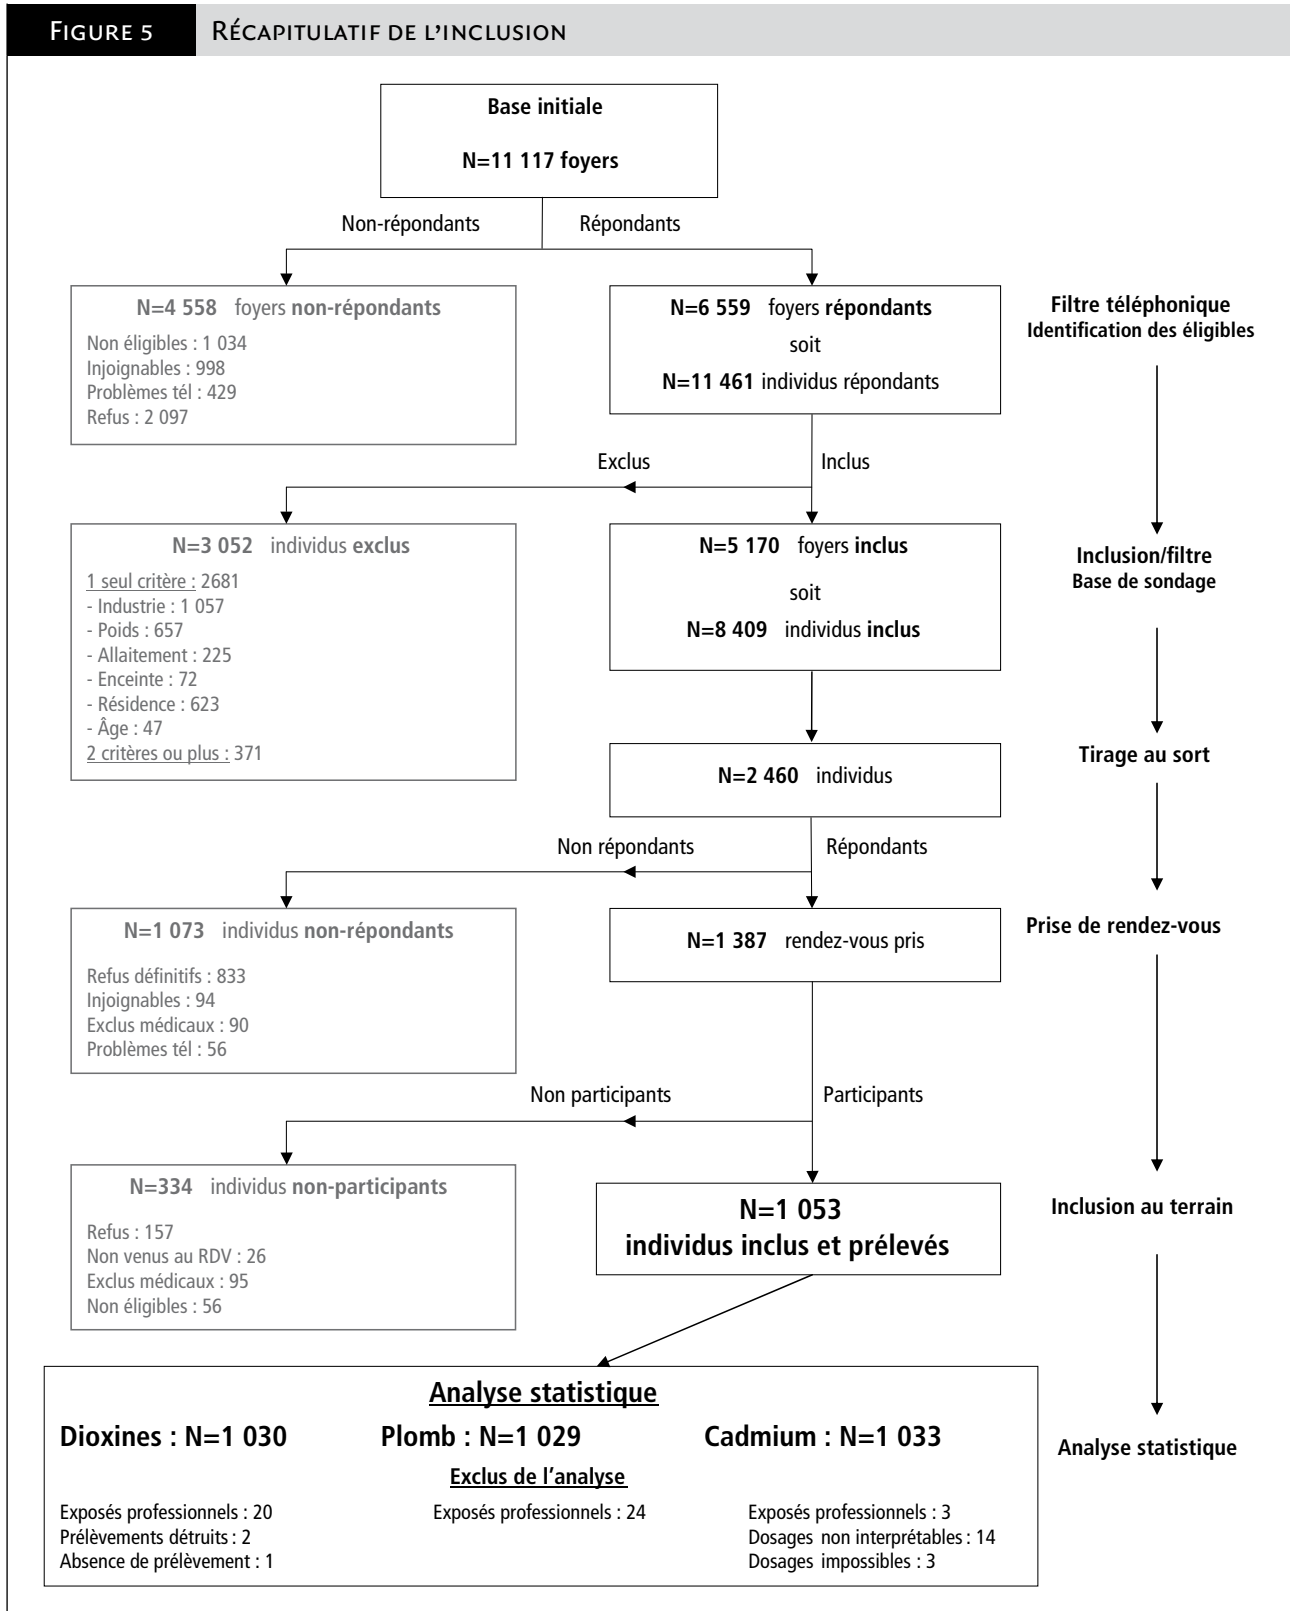 FIGURE 5 RÉCAPITULATIF DE L'INCLUSION
Base initiale
N=11 117 foyers
Non-répondants Répondants
N=4 558 foyers non-répondants
Non éligibles : 1 034
Injoignables : 998
Problèmes tél : 429
Refus : 2 097
N=6 559 foyers répondants
soit
N=11 461 individus répondants
Filtre téléphonique
Identification des éligibles
Exclus Inclus
N=3 052 individus exclus
1 seul critère : 2681
- Industrie : 1 057
- Poids : 657
- Allaitement : 225
- Enceinte : 72
- Résidence : 623
- Âge : 47
2 critères ou plus : 371
N=5 170 foyers inclus
soit
N=8 409 individus inclus
Inclusion/filtre
Base de sondage
N=2 460 individus
Tirage au sort
Non répondants Répondants
N=1 073 individus non-répondants
Refus définitifs : 833
Injoignables : 94
Exclus médicaux : 90
Problèmes tél : 56
N=1 387 rendez-vous pris
Prise de rendez-vous
Non participants Participants
N=334 individus non-participants
Refus : 157
Non venus au RDV : 26
Exclus médicaux : 95
Non éligibles : 56
N=1 053
individus inclus et prélevés
Inclusion au terrain
Analyse statistique
Dioxines : N=1 030 Plomb : N=1 029 Cadmium : N=1 033
Analyse statistique
Exclus de l'analyse
Exposés professionnels : 20
Prélèvements détruits : 2
Absence de prélèvement : 1
Exposés professionnels : 24
Exposés professionnels : 3
Dosages non interprétables : 14
Dosages impossibles : 3